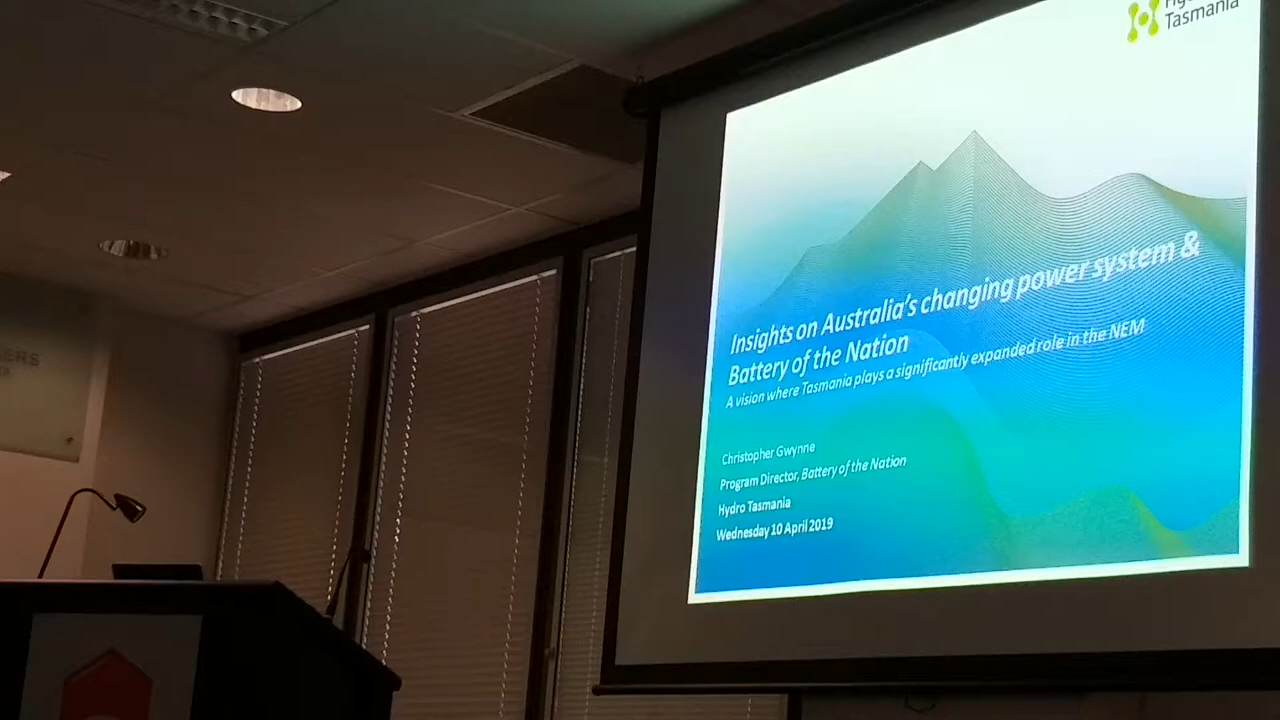 Tasmania
Insights on Australia's changing power system &
Battery of the Nation
A vision where Tasmania plays a significantly expanded role in the NEM
Christopher Gwynne
Program Director, Battery of the Nation
Hydro Tasmania
Wednesday 10 April 2019